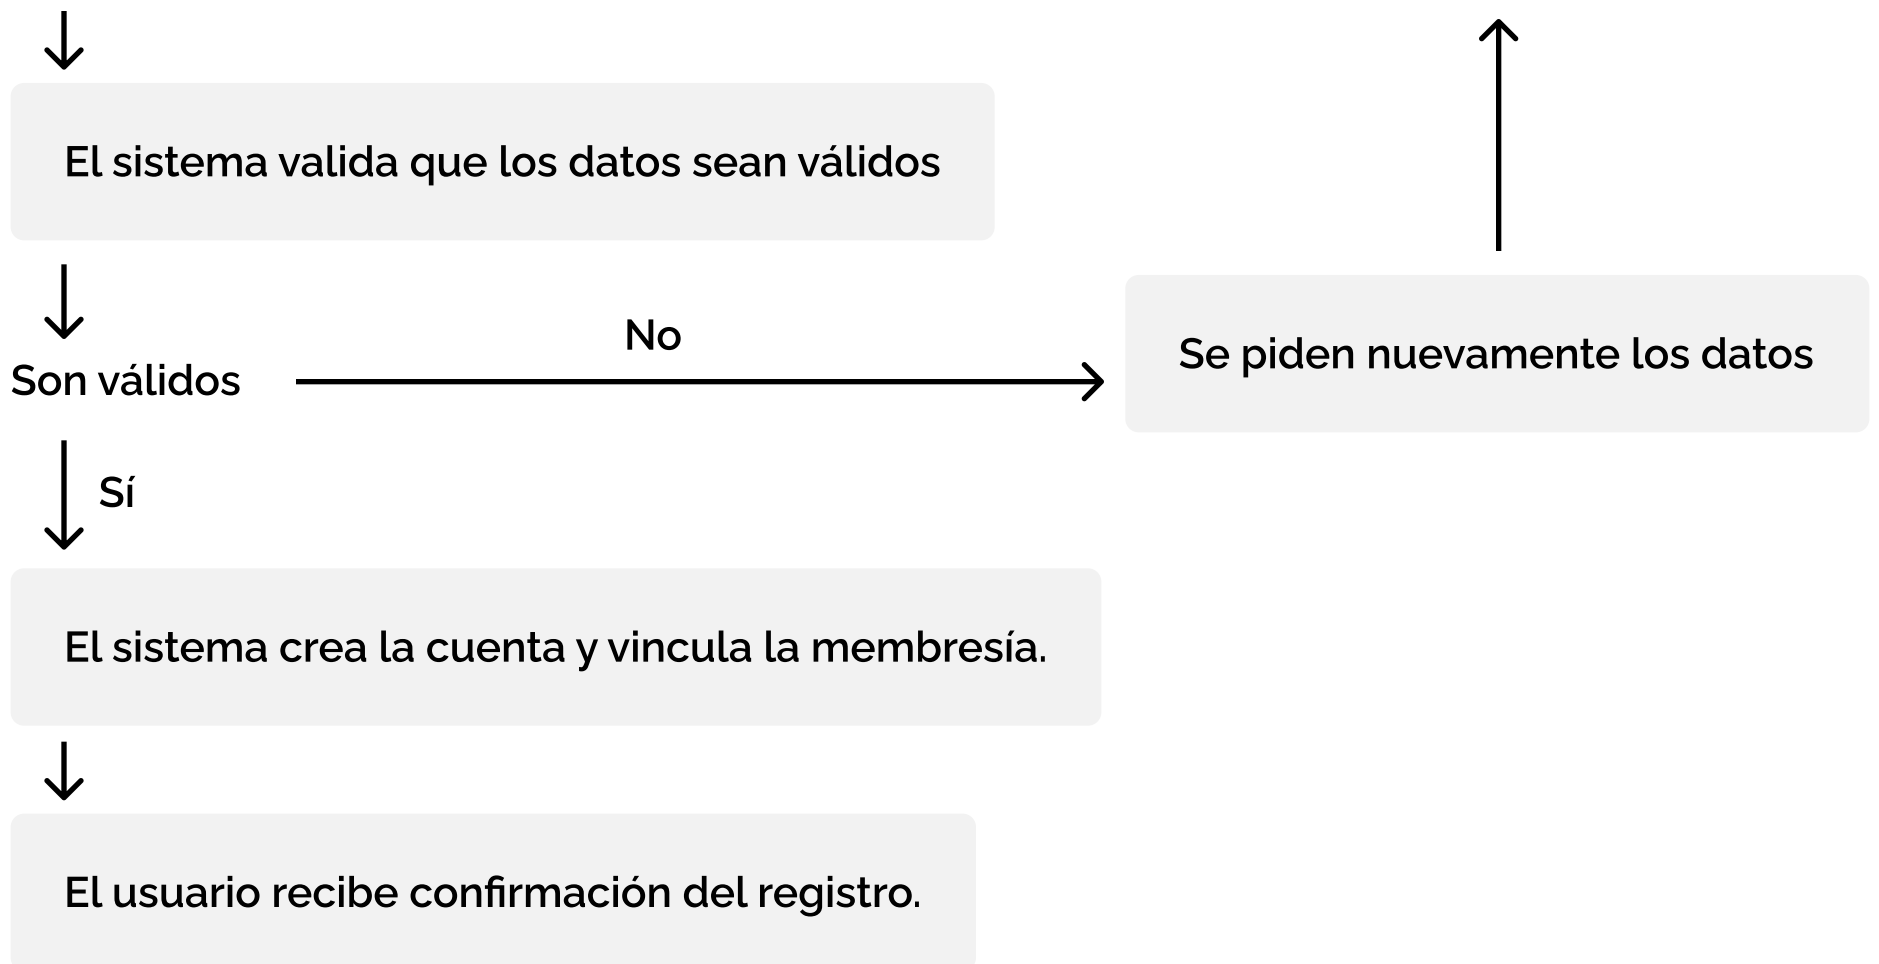 El sistema valida que los datos sean válidos
No
Se piden nuevamente los datos
Son válidos
Sí
El sistema crea la cuenta y vincula la membresía.
El usuario recibe confirmación del registro.